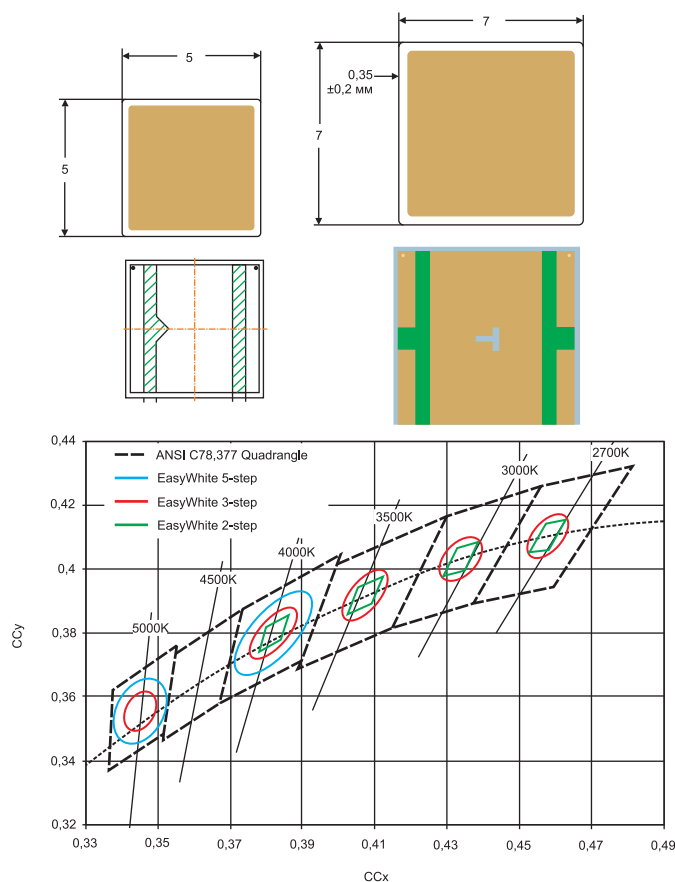 7
5
0,35
±0,2 мм
7
5
0,44
ANSI C78,377 Quadrangle
EasyWhite 5-step
EasyWhite 3-step
EasyWhite 2-step
2700K
3000K
3500K
4000K
4500K
5000K
0,42
0,4
0,38
0,36
0,34
0,32
CCy
0,33 0,35 0,37 0,39 0,41 0,43 0,45 0,47 0,49
CCx